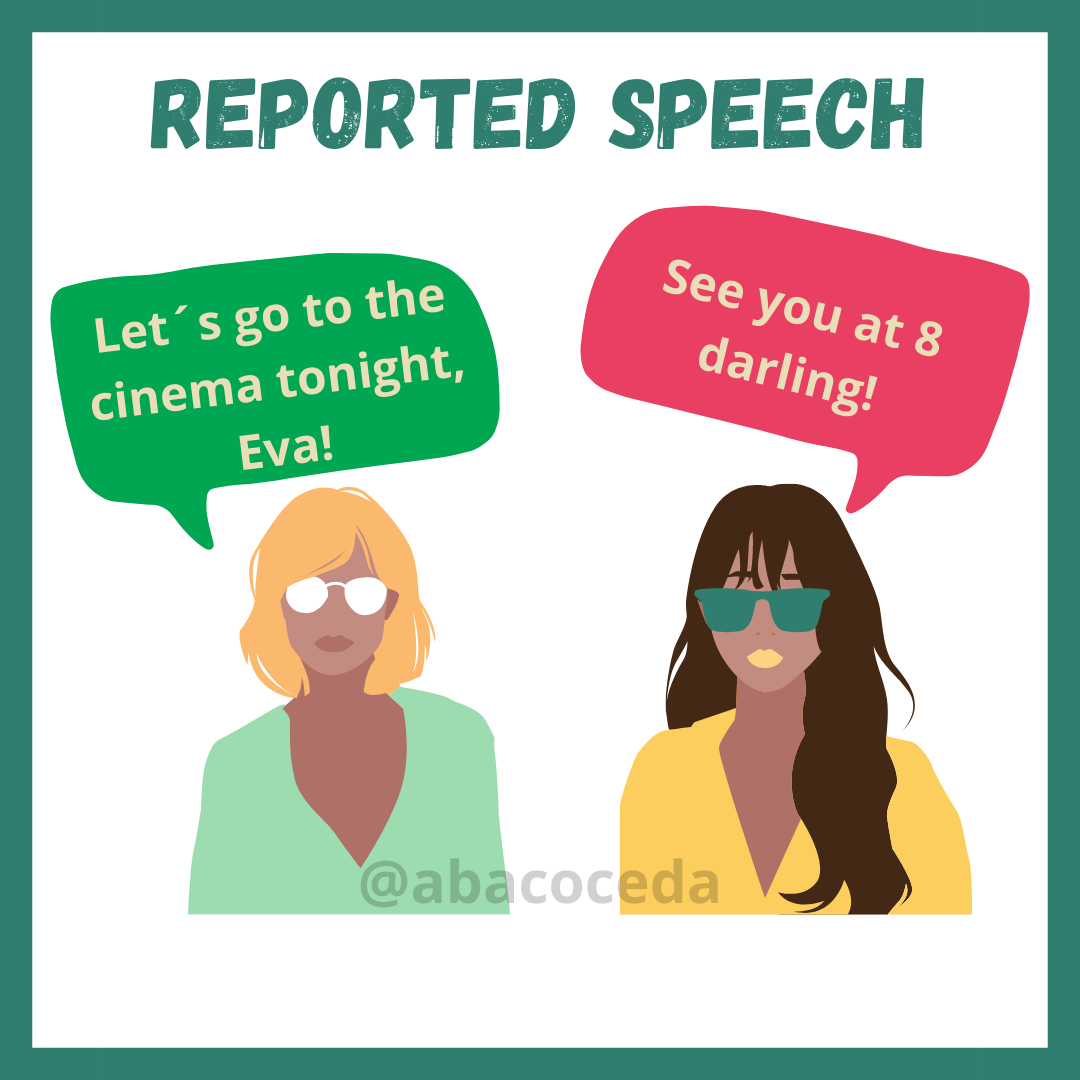 REPORTED SPEECH
Let´s go to the
cinema tonight,
Eva!
See you at 8
darling!
@abacoceda